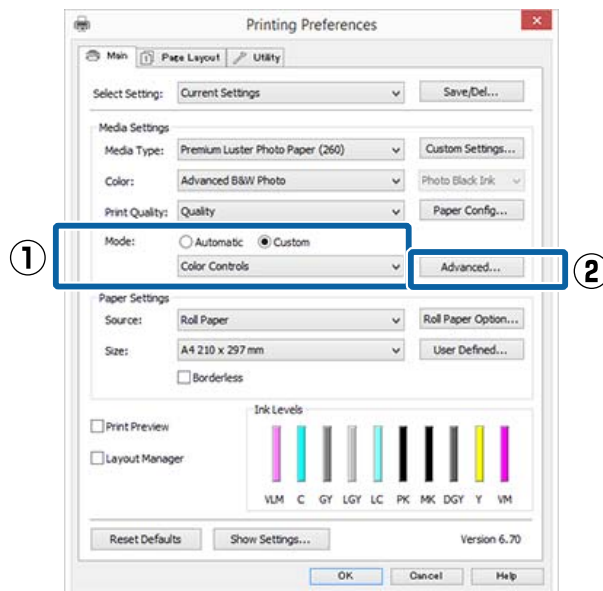 Printing Preferences
Main Page Layout Utility
Select Setting: Current Settings Save/Del...
Media Settings
Media Type: Premium Luster Photo Paper (260) Custom Settings...
Color: Advanced B&W Photo Photo Black Ink
Print Quality: Quality Paper Config...
Mode: Automatic Custom
① Color Controls Advanced... ②
Paper Settings
Source: Roll Paper Roll Paper Option...
Size: A4 210 x 297 mm User Defined...
Borderless
Ink Levels
Print Preview
Layout Manager
VLM C GY LGY LC PK MK DGY Y VM
Reset Defaults Show Settings... Version 6.70
OK Cancel Help